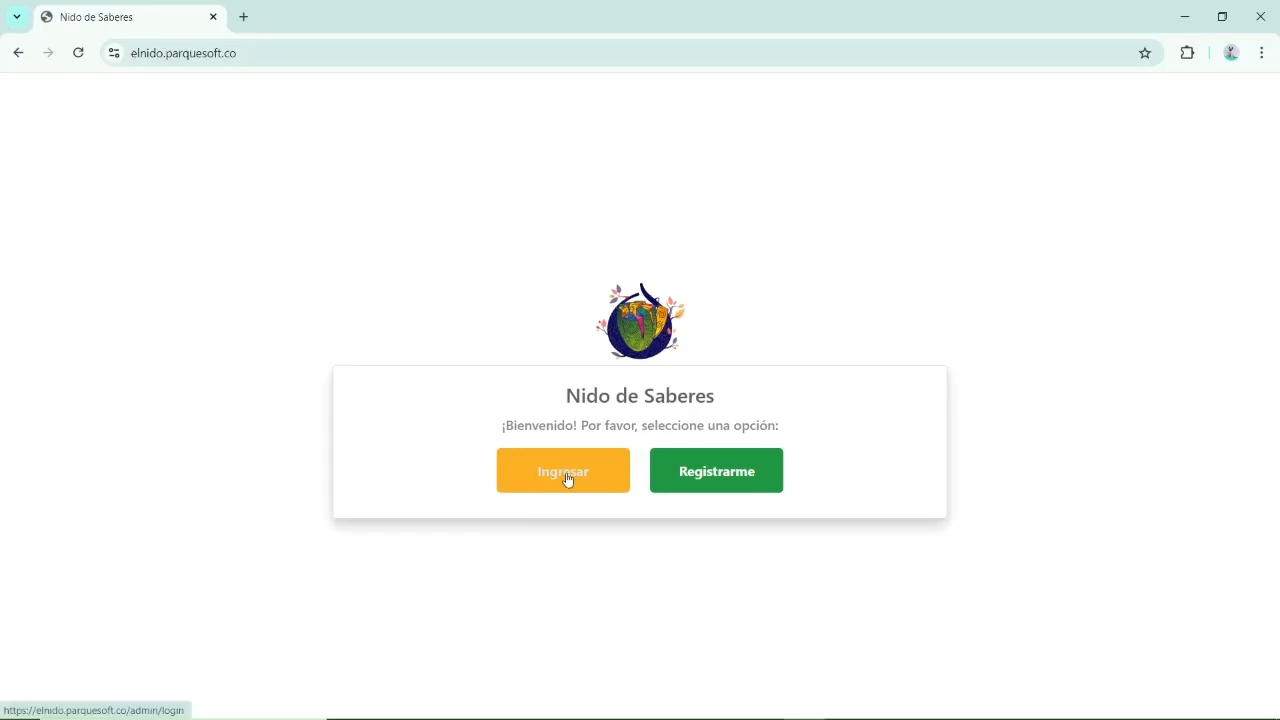 Nido de Saberes
elnido.parquesoft.co
Nido de Saberes
¡Bienvenido! Por favor, seleccione una opción:
Ingresar
Registrarme
https://elnido.parquesoft.co/admin/login